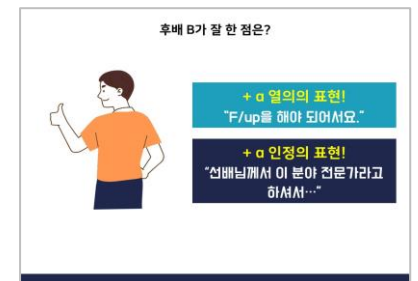 후배 B가 잘 한 점은?
+ α 열의의 표현!
"F/up을 해야 되어서요."
+ α 인정의 표현!
"선배님께서 이 분야 전문가라고
하셔서…"